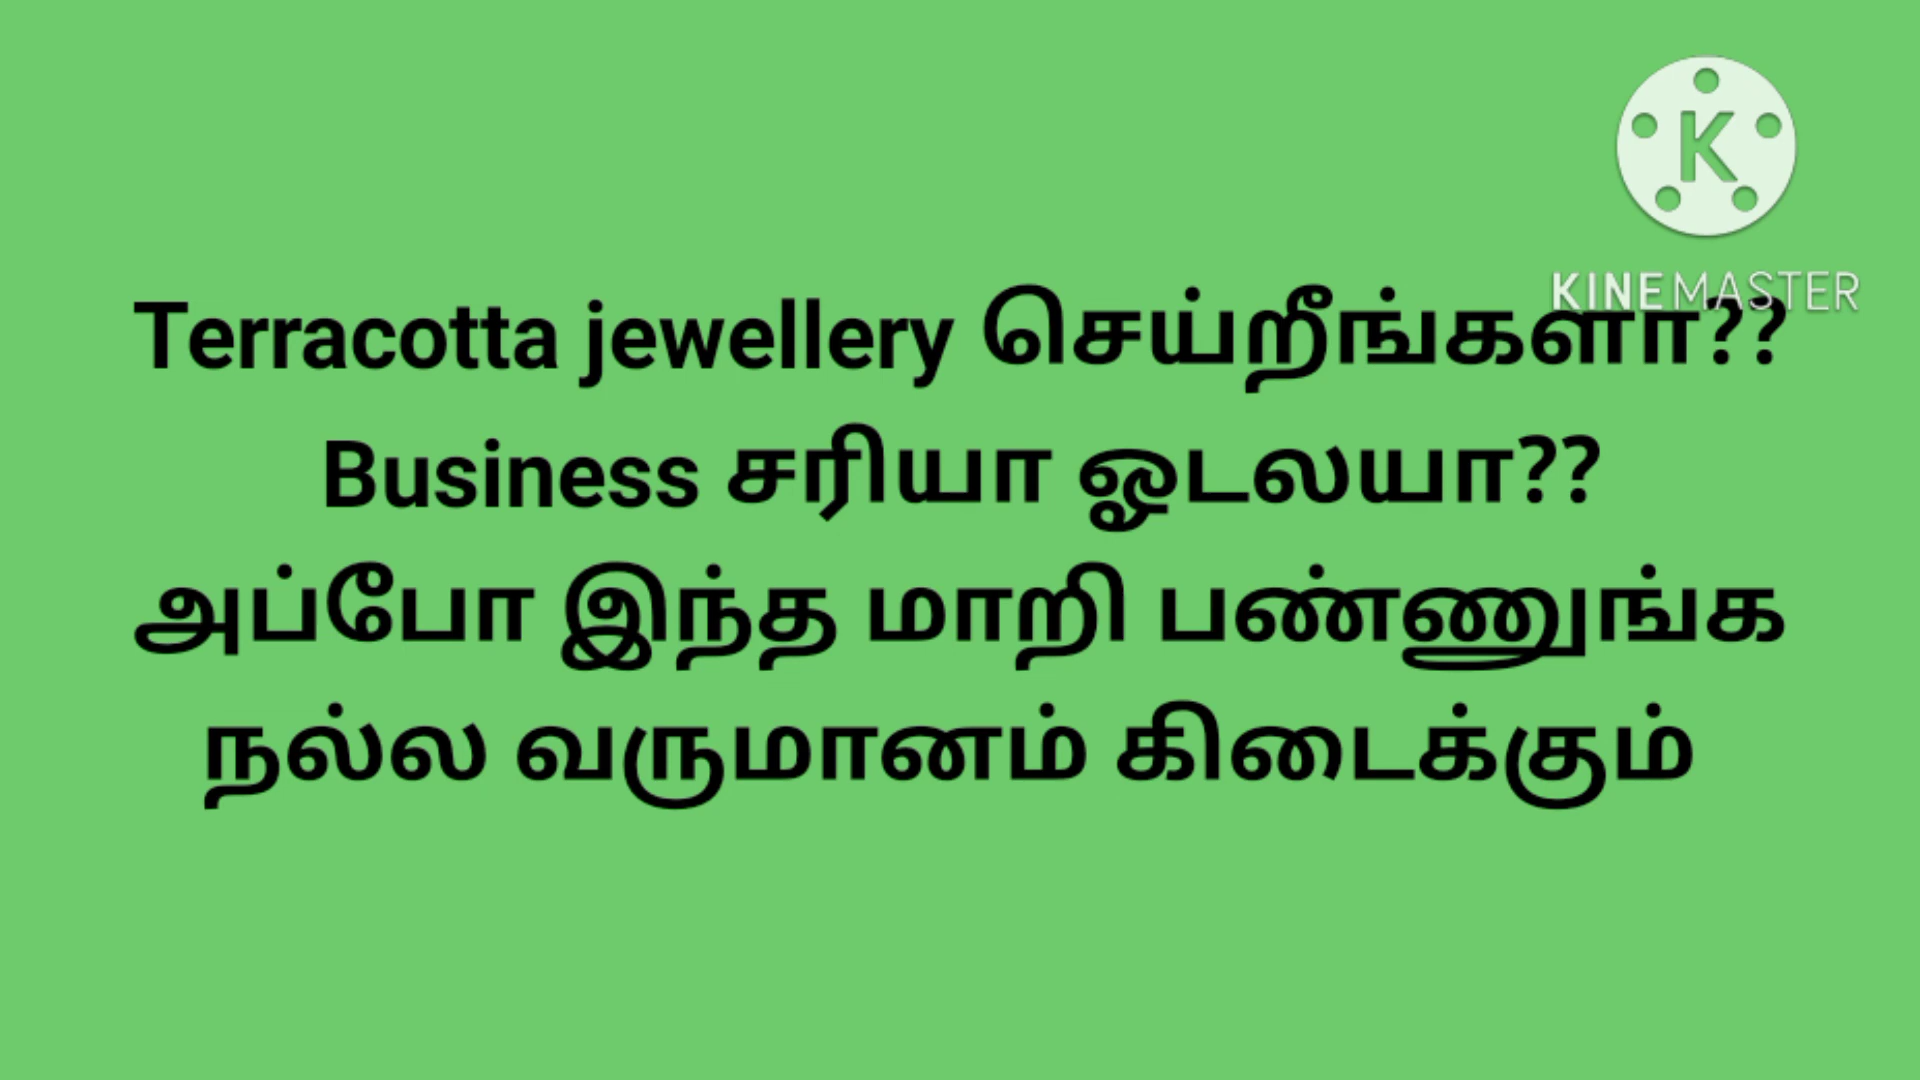 K
KINEMASTER
Terracotta jewellery செய்றீங்களா??
Business சரியா ஓடலயா??
அப்போ இந்த மாறி பண்ணுங்க
நல்ல வருமானம் கிடைக்கும்